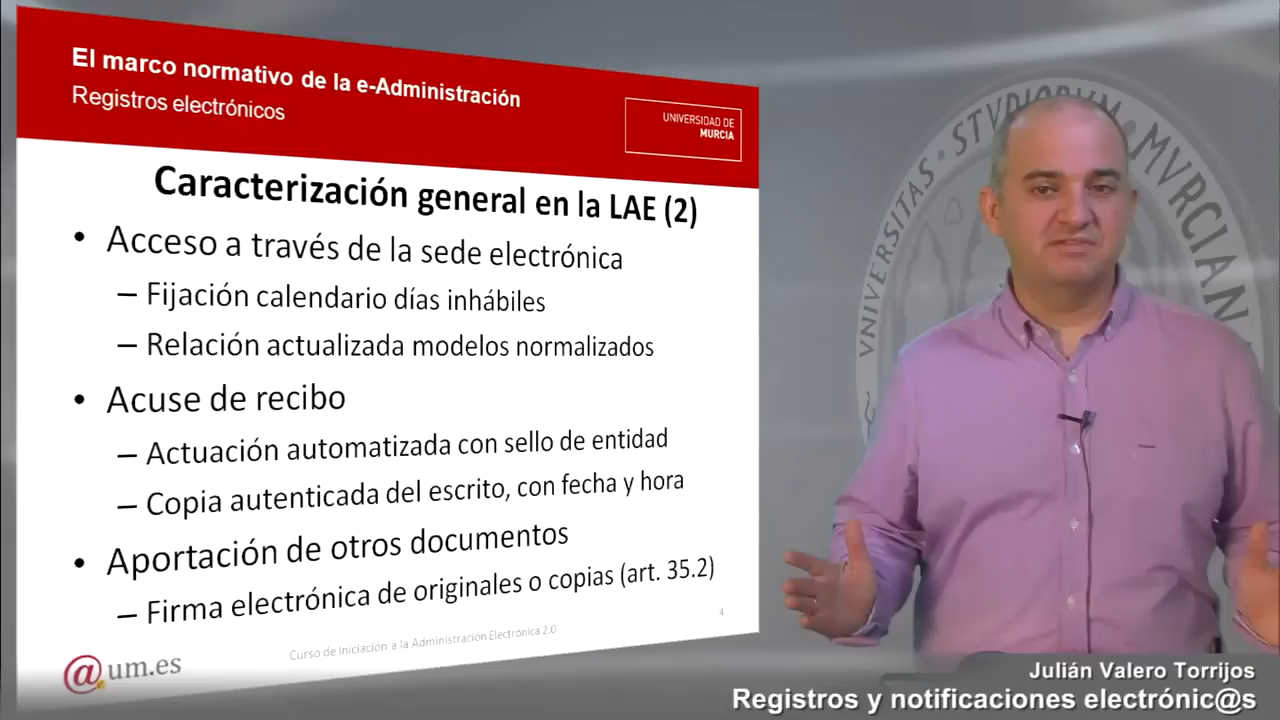 El marco normativo de la e-Administración
Registros electrónicos
UNIVERSIDAD DE
MURCIA
Caracterización general en la LAE (2)
• Acceso a través de la sede electrónica
– Fijación calendario días inhábiles
– Relación actualizada modelos normalizados
• Acuse de recibo
– Actuación automatizada con sello de entidad
– Copia autenticada del escrito, con fecha y hora
• Aportación de otros documentos
– Firma electrónica de originales o copias (art. 35.2)
4
Curso de Iniciación a la Administración Electrónica 2.0
@um.es
VNIVERSITAS · STVDIORVM · MVRCIANA
Julián Valero Torrijos
Registros y notificaciones electrónic@s